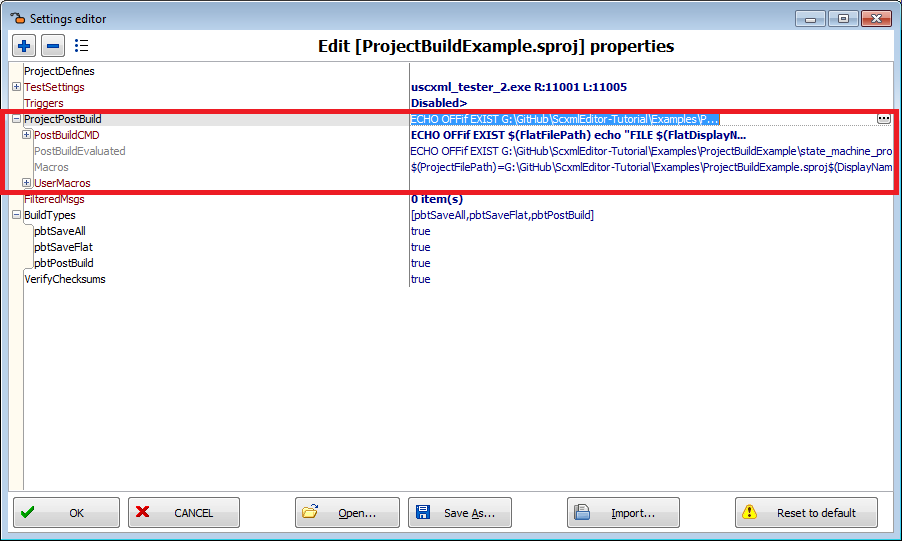 Settings editor
Edit [ProjectBuildExample.sproj] properties
ProjectDefines
TestSettings uscxml_tester_2.exe R:11001 L:11005
Triggers Disabled>
ProjectPostBuild ECHO OFFif EXIST G:\GitHub\ScxmlEditor-Tutorial\Examples\P...
PostBuildCMD ECHO OFFif EXIST $(FlatFilePath) echo "FILE $(FlatDisplayN...
PostBuildEvaluated ECHO OFFif EXIST G:\GitHub\ScxmlEditor-Tutorial\Examples\ProjectBuildExample\state_machine_pro
Macros $(ProjectFilePath)=G:\GitHub\ScxmlEditor-Tutorial\Examples\ProjectBuildExample.sproj$(DisplayNam
UserMacros
FilteredMsgs 0 item(s)
BuildTypes [pbtSaveAll,pbtSaveFlat,pbtPostBuild]
pbtSaveAll true
pbtSaveFlat true
pbtPostBuild true
VerifyChecksums true
OK CANCEL Open... Save As... Import... Reset to default